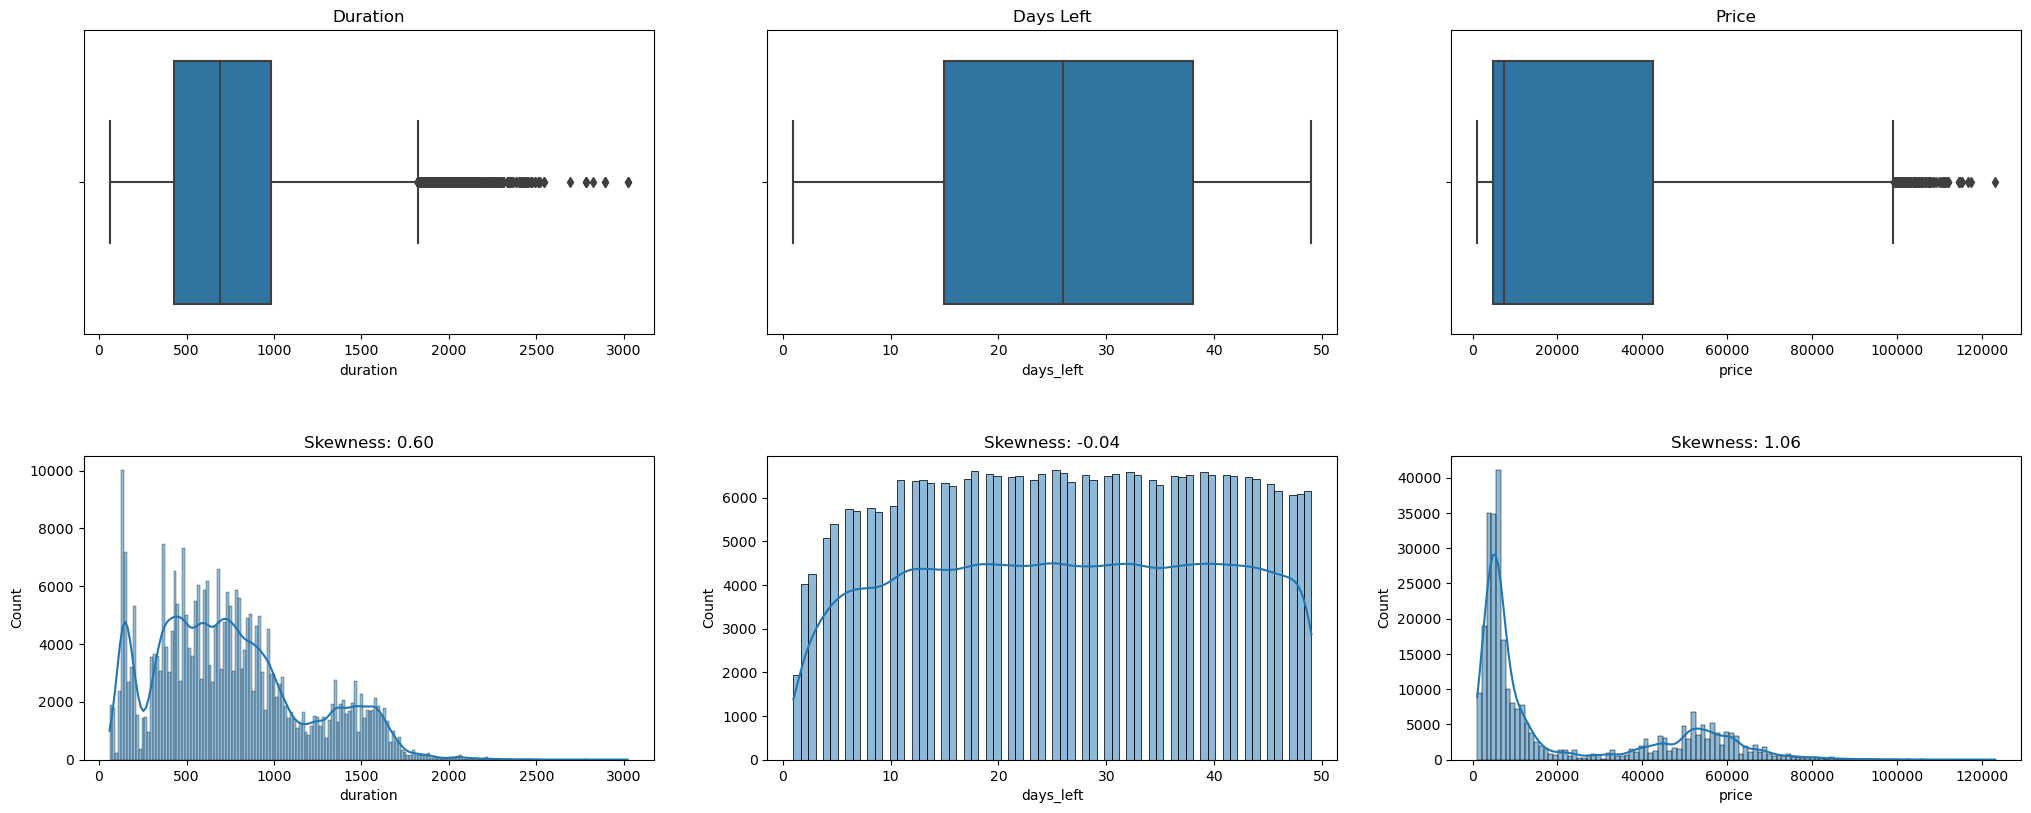 Duration
0 500 1000 1500 2000 2500 3000
duration
Days Left
0 10 20 30 40 50
days_left
Price
0 20000 40000 60000 80000 100000 120000
price
Skewness: 0.60
Count
10000
8000
6000
4000
2000
0
0 500 1000 1500 2000 2500 3000
duration
Skewness: -0.04
Count
6000
5000
4000
3000
2000
1000
0
0 10 20 30 40 50
days_left
Skewness: 1.06
Count
40000
35000
30000
25000
20000
15000
10000
5000
0
0 20000 40000 60000 80000 100000 120000
price